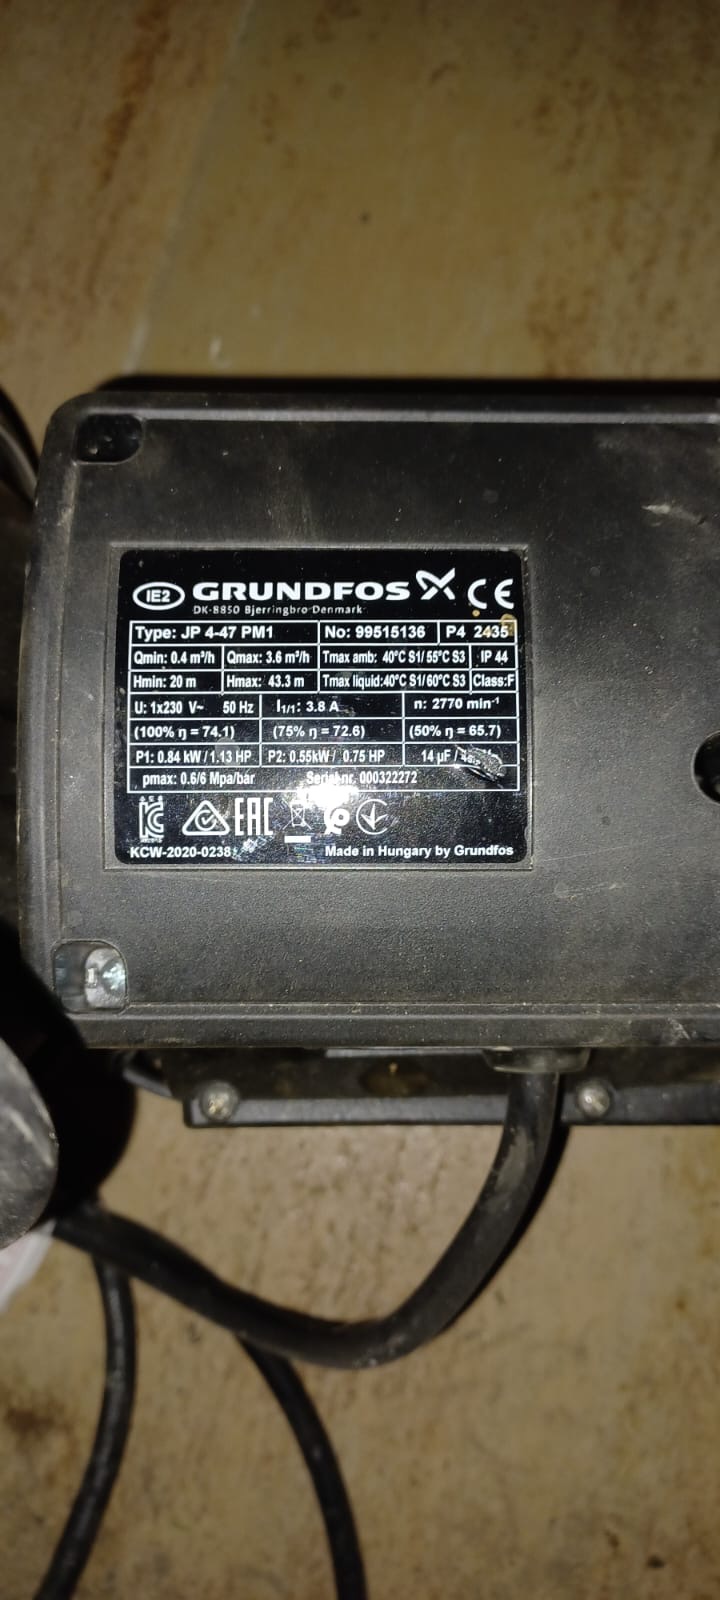 IE2 GRUNDFOS CE
DK-8850 Bjerringbro Denmark
Type: JP 4-47 PM1 No: 99515136 P4 2435
Qmin: 0.4 m³/h Qmax: 3.6 m³/h Tmax amb: 40°C S1/ 55°C S3 IP 44
Hmin: 20 m Hmax: 43.3 m Tmax liquid:40°C S1/60°C S3 Class:F
U: 1x230 V~ 50 Hz I1/1: 3.8 A n: 2770 min⁻¹
(100% η = 74.1) (75% η = 72.6) (50% η = 65.7)
P1: 0.84 kW / 1.13 HP P2: 0.55kW / 0.75 HP 14 µF /
pmax: 0.6/6 Mpa/bar Serial nr. 000322272
EAC
KCW-2020-0238 Made in Hungary by Grundfos